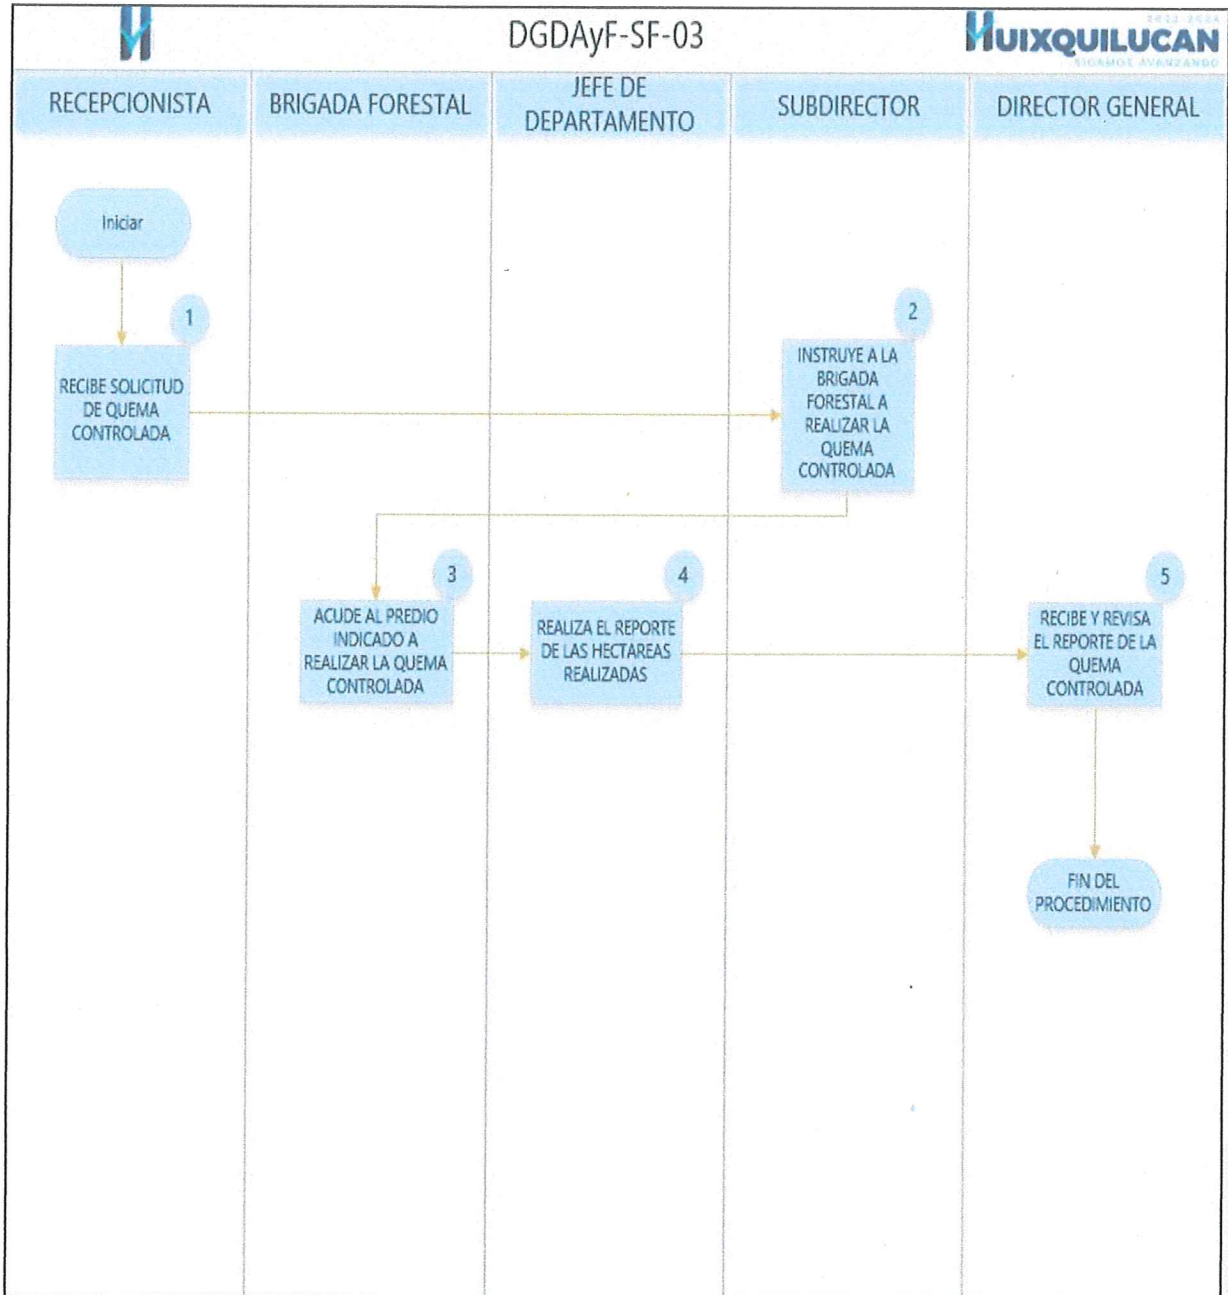 DGDAyF-SF-03
HUIXQUILUCAN
SIGAMOS AVANZANDO
RECEPCIONISTA
BRIGADA FORESTAL
JEFE DE
DEPARTAMENTO
SUBDIRECTOR
DIRECTOR GENERAL
Iniciar
1
RECIBE SOLICITUD
DE QUEMA
CONTROLADA
2
INSTRUYE A LA
BRIGADA
FORESTAL A
REALIZAR LA
QUEMA
CONTROLADA
3
ACUDE AL PREDIO
INDICADO A
REALIZAR LA QUEMA
CONTROLADA
4
REALIZA EL REPORTE
DE LAS HECTAREAS
REALIZADAS
5
RECIBE Y REVISA
EL REPORTE DE LA
QUEMA
CONTROLADA
FIN DEL
PROCEDIMIENTO